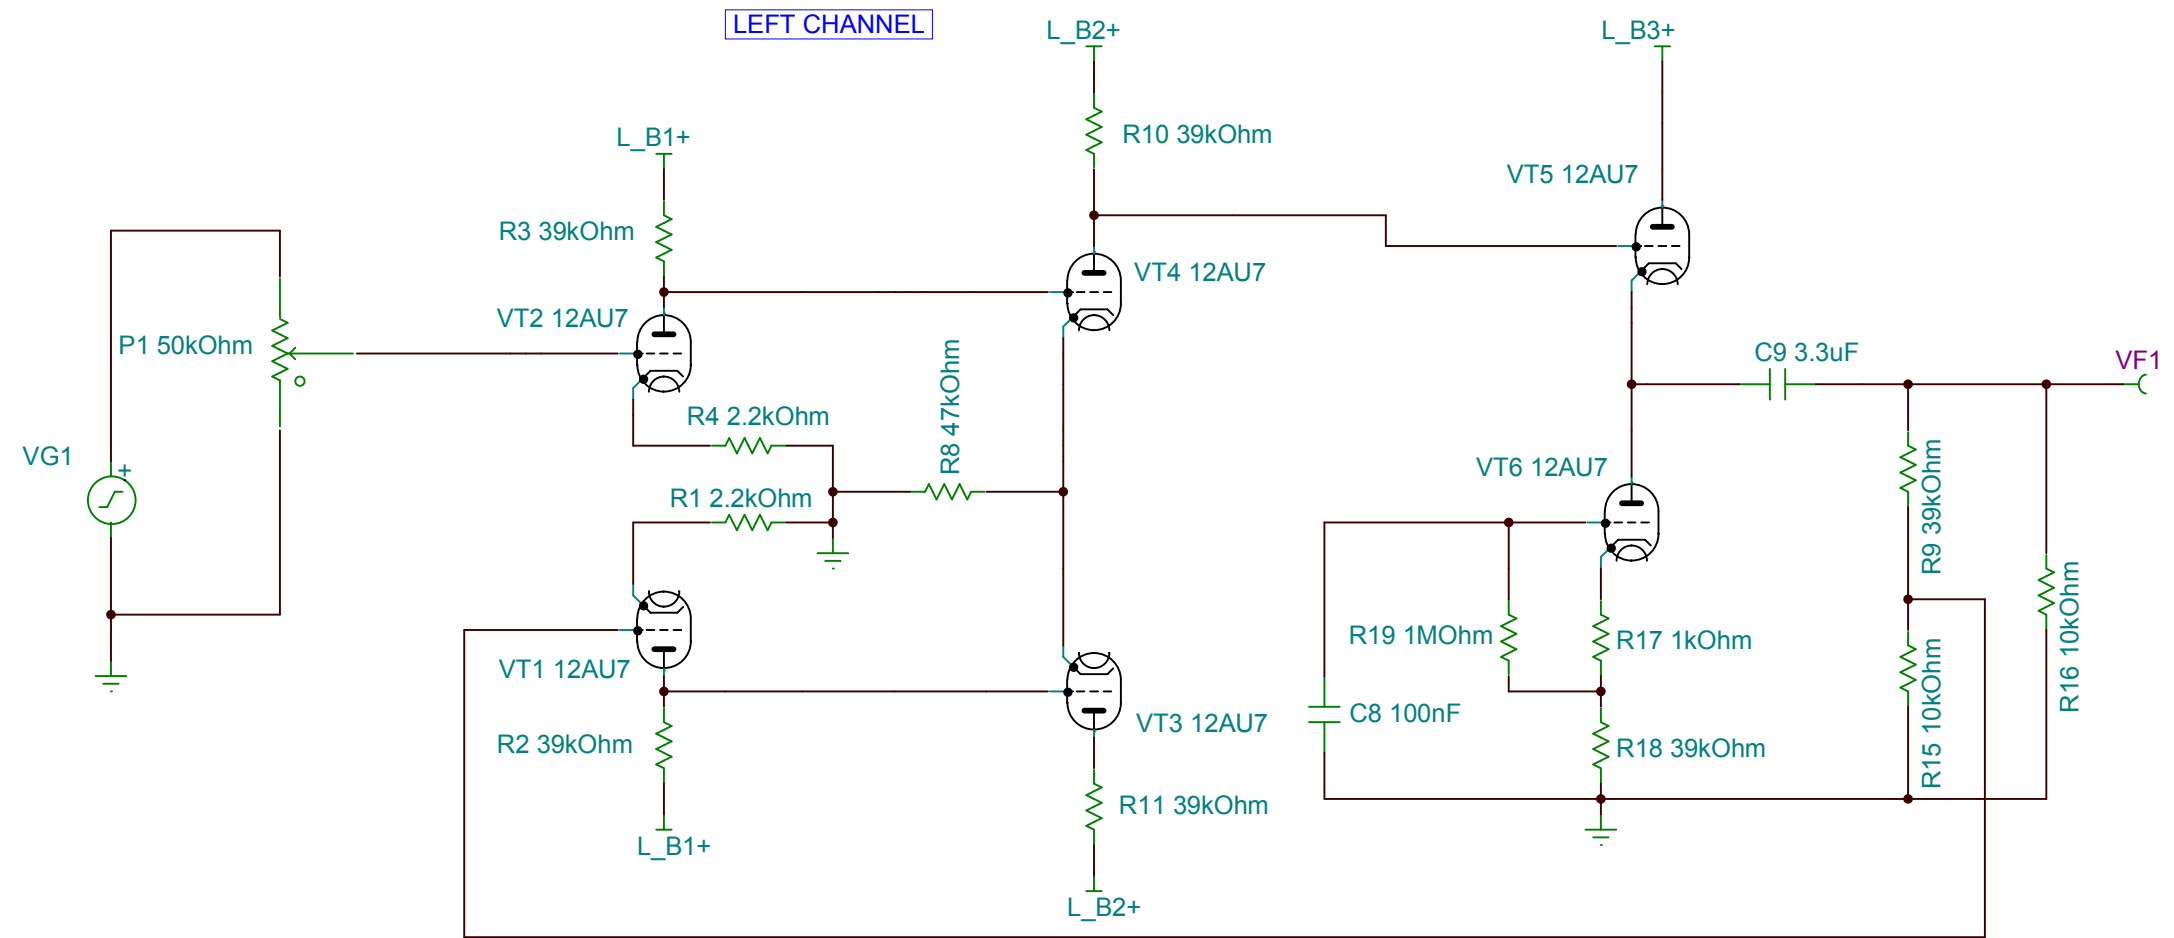 LEFT CHANNEL
L_B2+
L_B3+
R10 39kOhm
L_B1+
VT5 12AU7
R3 39kOhm
VT4 12AU7
VT2 12AU7
P1 50kOhm
C9 3.3uF
VF1
R4 2.2kOhm
R8 47kOhm
VG1
+
VT6 12AU7
R1 2.2kOhm
R9 39kOhm
R19 1MOhm
R17 1kOhm
R16 10kOhm
VT1 12AU7
C8 100nF
VT3 12AU7
R2 39kOhm
R18 39kOhm
R15 10kOhm
R11 39kOhm
L_B1+
L_B2+